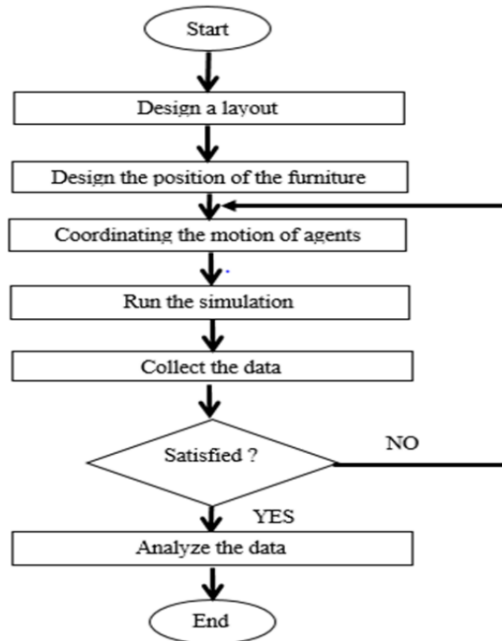 Start
Design a layout
Design the position of the furniture
Coordinating the motion of agents
Run the simulation
Collect the data
Satisfied ?
NO
YES
Analyze the data
End